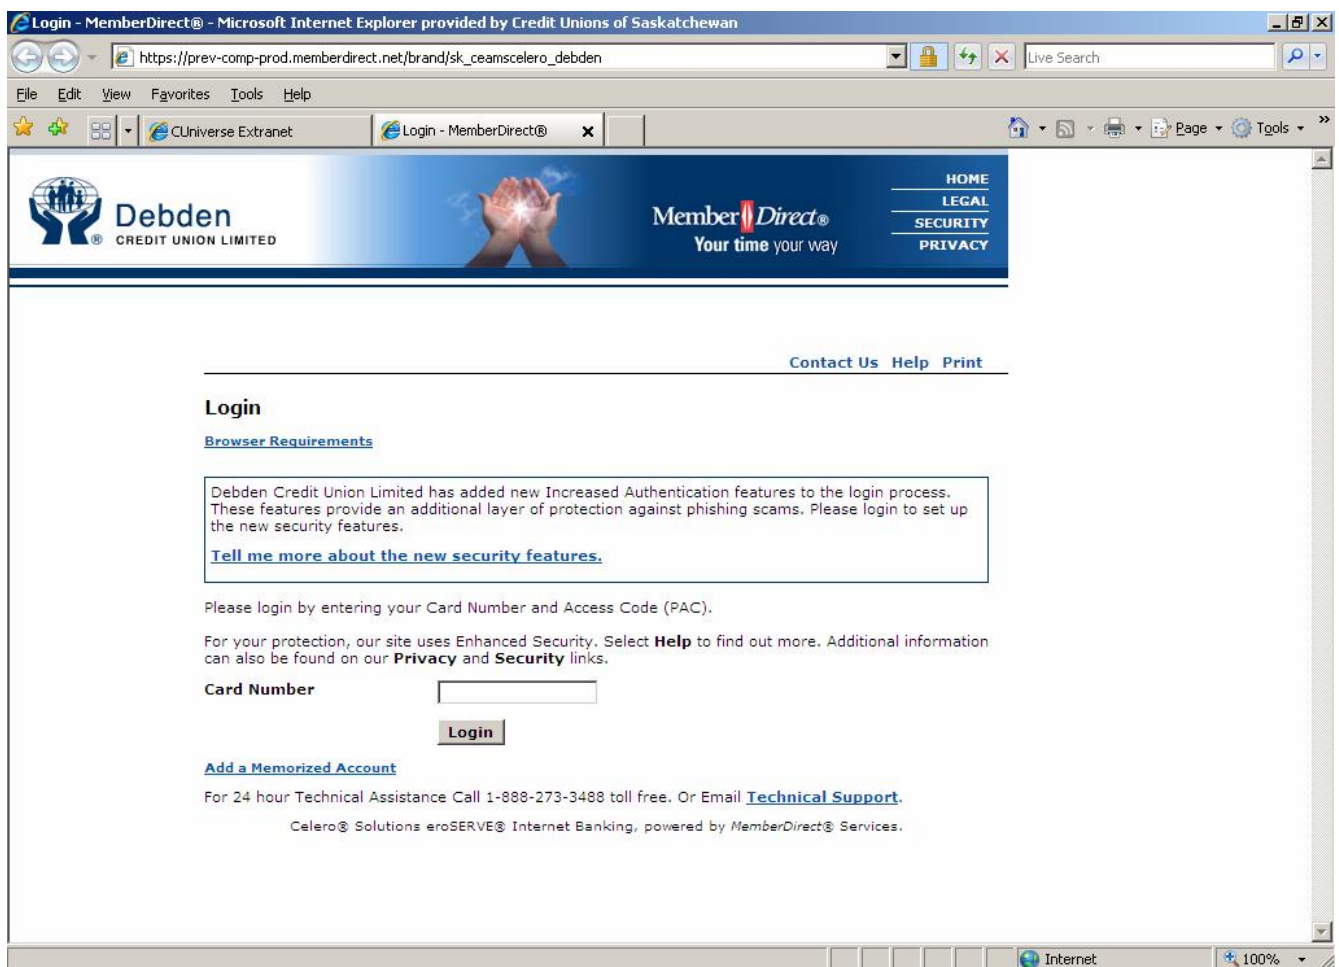 Login - MemberDirect® - Microsoft Internet Explorer provided by Credit Unions of Saskatchewan
https://prev-comp-prod.memberdirect.net/brand/sk_ceamscelero_debden
Live Search
File Edit View Favorites Tools Help
CUniverse Extranet Login - MemberDirect® Page Tools »
HOME
LEGAL
SECURITY
PRIVACY
Debden
® CREDIT UNION LIMITED
Member Direct®
Your time your way
Contact Us Help Print
Login
Browser Requirements
Debden Credit Union Limited has added new Increased Authentication features to the login process.
These features provide an additional layer of protection against phishing scams. Please login to set up
the new security features.
Tell me more about the new security features.
Please login by entering your Card Number and Access Code (PAC).
For your protection, our site uses Enhanced Security. Select Help to find out more. Additional information
can also be found on our Privacy and Security links.
Card Number
Login
Add a Memorized Account
For 24 hour Technical Assistance Call 1-888-273-3488 toll free. Or Email Technical Support.
Celero® Solutions eroSERVE® Internet Banking, powered by MemberDirect® Services.
Internet 100%